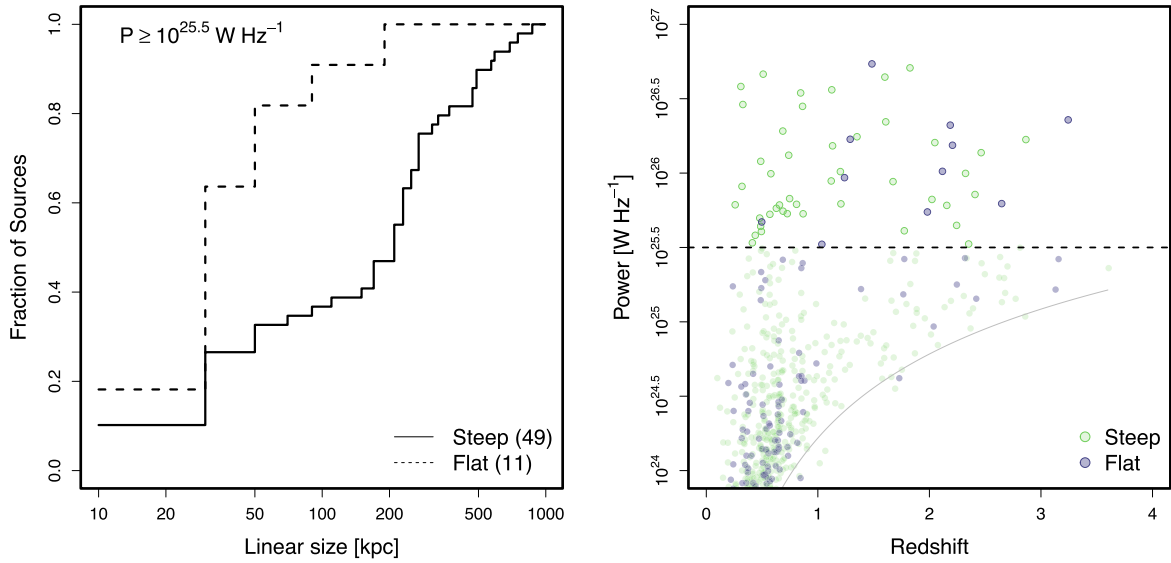 P ≥ 10^25.5 W Hz^−1
Fraction of Sources
1.0
0.8
0.6
0.4
0.2
0.0
Steep (49)
Flat (11)
10 20 50 100 200 500 1000
Linear size [kpc]
Power [W Hz^−1]
10^27
10^26.5
10^26
10^25.5
10^25
10^24.5
10^24
Steep
Flat
0 1 2 3 4
Redshift